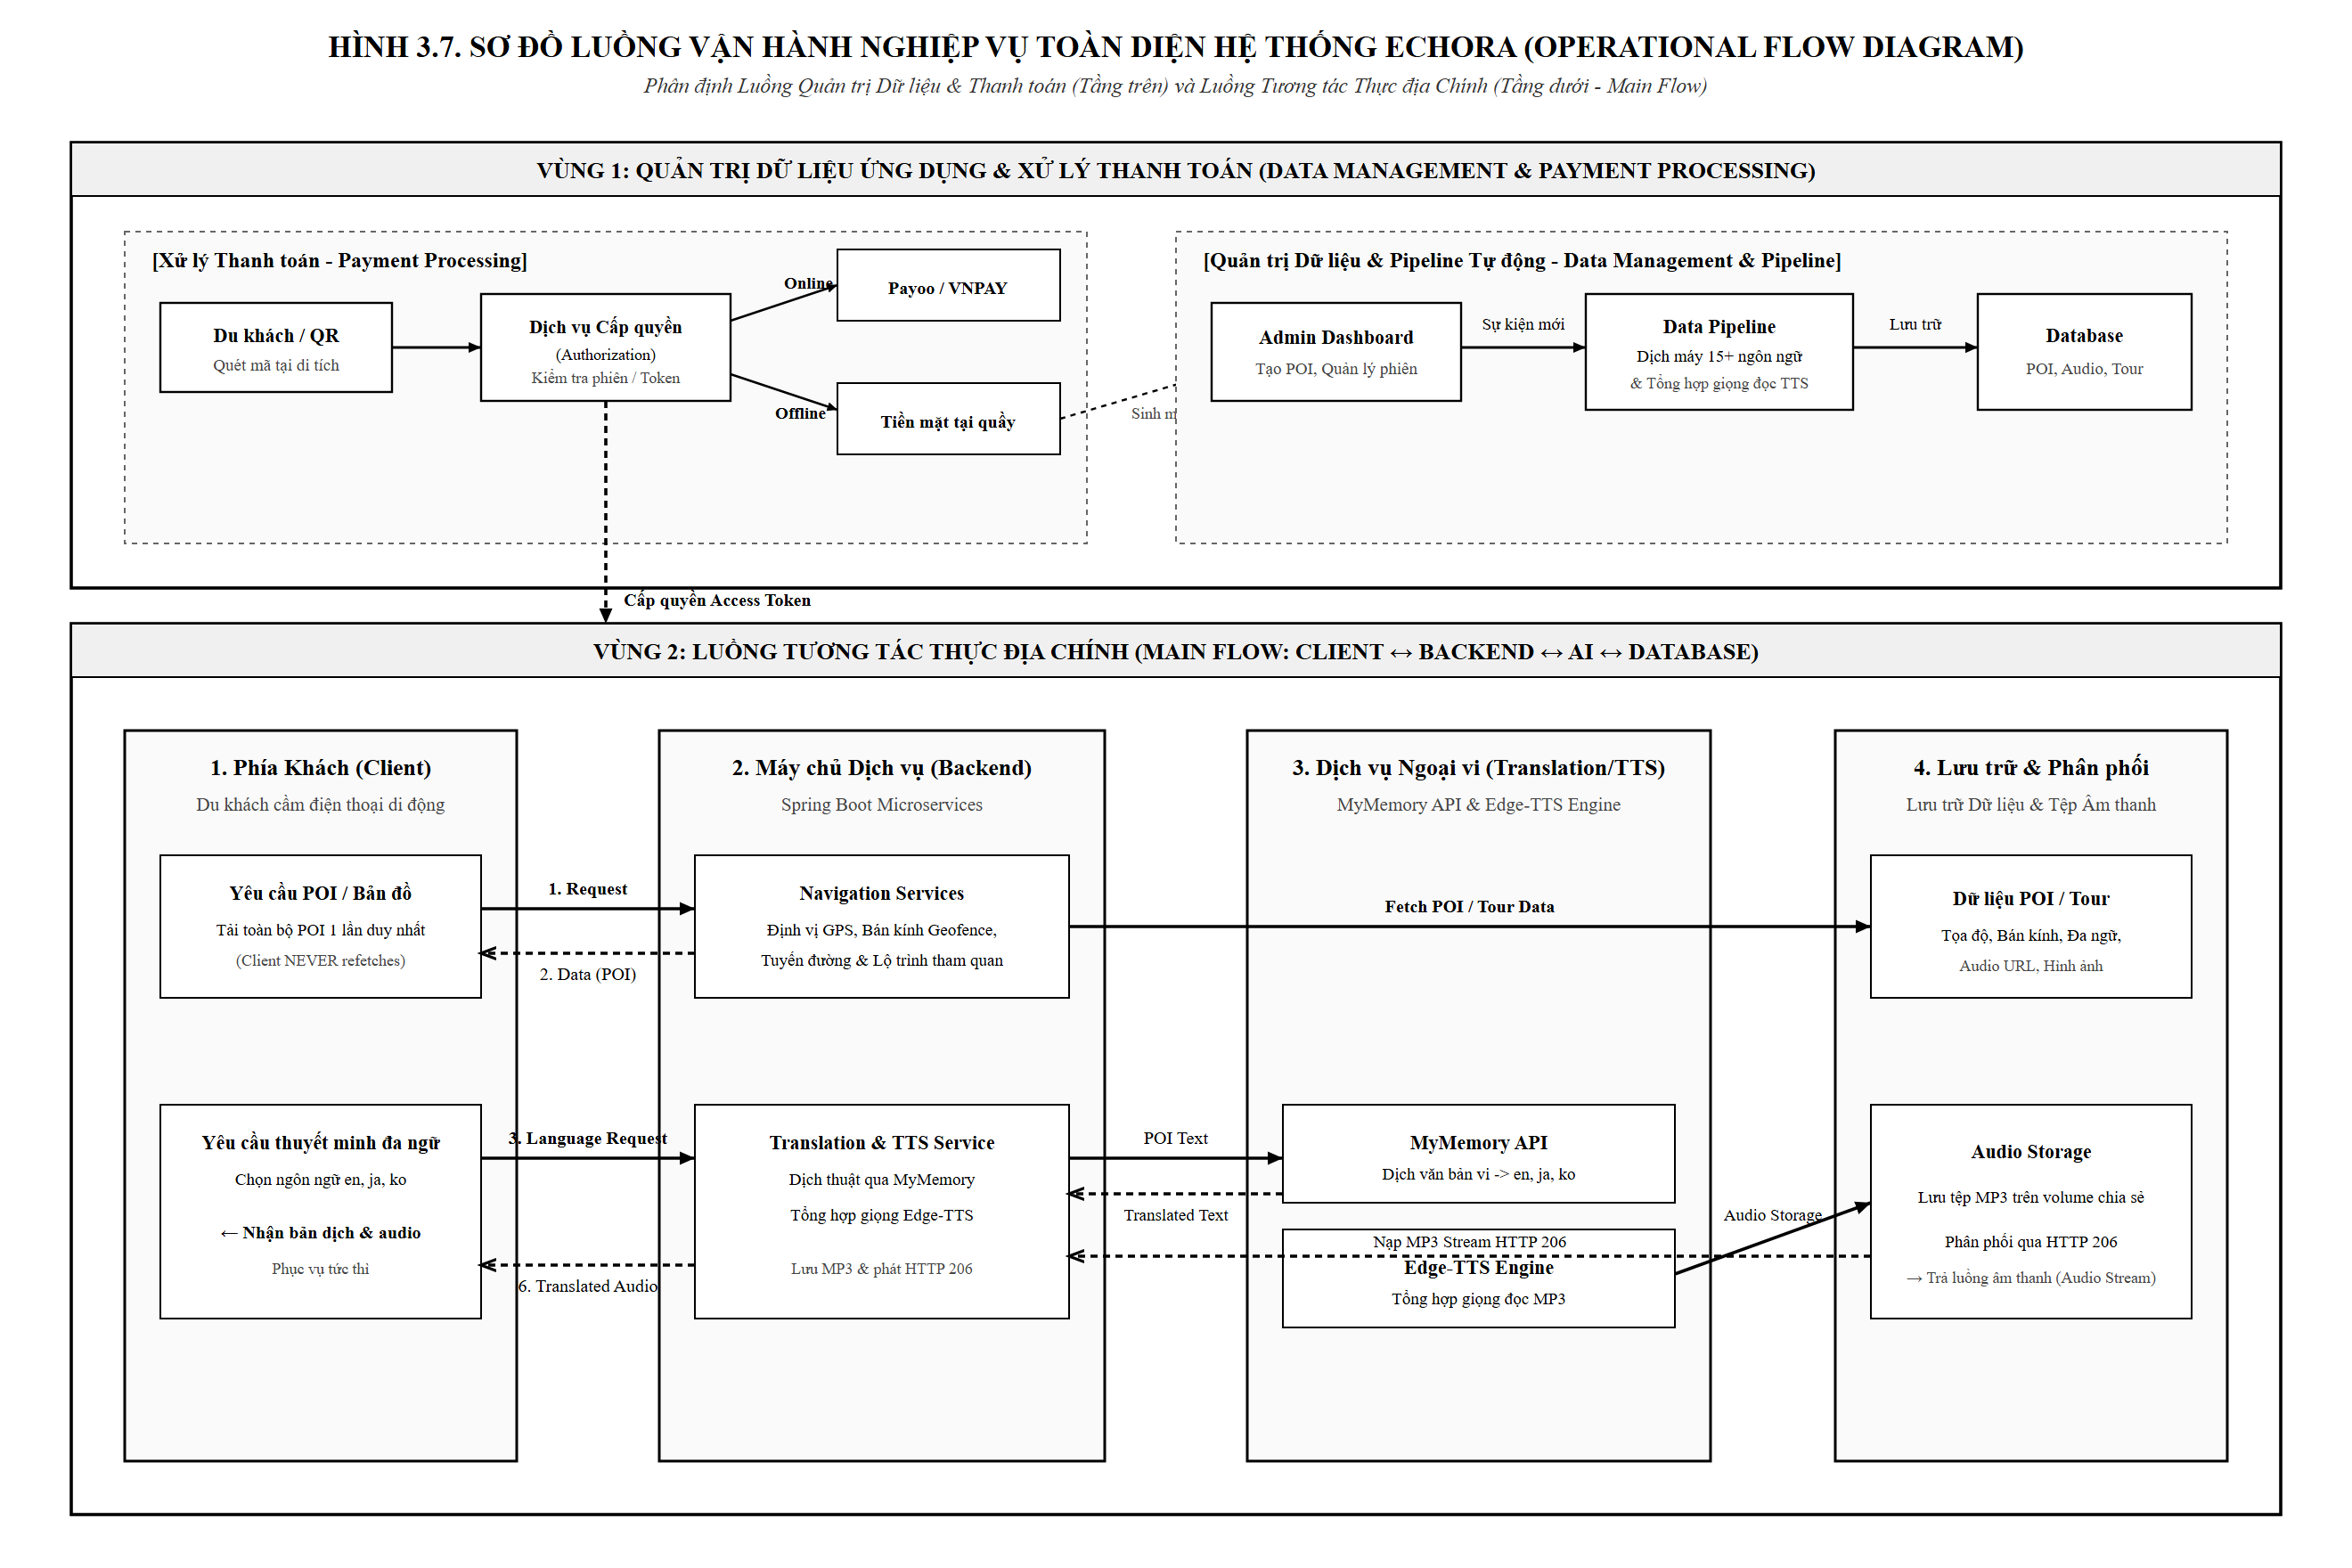 HÌNH 3.7. SƠ ĐỒ LUỒNG VẬN HÀNH NGHIỆP VỤ TOÀN DIỆN HỆ THỐNG ECHORA (OPERATIONAL FLOW DIAGRAM)
Phân định Luồng Quản trị Dữ liệu & Thanh toán (Tầng trên) và Luồng Tương tác Thực địa Chính (Tầng dưới - Main Flow)
VÙNG 1: QUẢN TRỊ DỮ LIỆU ỨNG DỤNG & XỬ LÝ THANH TOÁN (DATA MANAGEMENT & PAYMENT PROCESSING)
[Xử lý Thanh toán - Payment Processing]
Du khách / QR
Quét mã tại di tích
Dịch vụ Cấp quyền
(Authorization)
Kiểm tra phiên / Token
Online
Payoo / VNPAY
Offline
Tiền mặt tại quầy
Sinh m
[Quản trị Dữ liệu & Pipeline Tự động - Data Management & Pipeline]
Admin Dashboard
Tạo POI, Quản lý phiên
Sự kiện mới
Data Pipeline
Dịch máy 15+ ngôn ngữ
& Tổng hợp giọng đọc TTS
Lưu trữ
Database
POI, Audio, Tour
Cấp quyền Access Token
VÙNG 2: LUỒNG TƯƠNG TÁC THỰC ĐỊA CHÍNH (MAIN FLOW: CLIENT ↔ BACKEND ↔ AI ↔ DATABASE)
1. Phía Khách (Client)
Du khách cầm điện thoại di động
Yêu cầu POI / Bản đồ
Tải toàn bộ POI 1 lần duy nhất
(Client NEVER refetches)
1. Request
2. Data (POI)
Yêu cầu thuyết minh đa ngữ
Chọn ngôn ngữ en, ja, ko
← Nhận bản dịch & audio
Phục vụ tức thì
3. Language Request
6. Translated Audio
2. Máy chủ Dịch vụ (Backend)
Spring Boot Microservices
Navigation Services
Định vị GPS, Bán kính Geofence,
Tuyến đường & Lộ trình tham quan
Translation & TTS Service
Dịch thuật qua MyMemory
Tổng hợp giọng Edge-TTS
Lưu MP3 & phát HTTP 206
POI Text
Translated Text
3. Dịch vụ Ngoại vi (Translation/TTS)
MyMemory API & Edge-TTS Engine
Fetch POI / Tour Data
MyMemory API
Dịch văn bản vi -> en, ja, ko
Nạp MP3 Stream HTTP 206
Edge-TTS Engine
Tổng hợp giọng đọc MP3
Audio Storage
4. Lưu trữ & Phân phối
Lưu trữ Dữ liệu & Tệp Âm thanh
Dữ liệu POI / Tour
Tọa độ, Bán kính, Đa ngữ,
Audio URL, Hình ảnh
Audio Storage
Lưu tệp MP3 trên volume chia sẻ
Phân phối qua HTTP 206
→ Trả luồng âm thanh (Audio Stream)